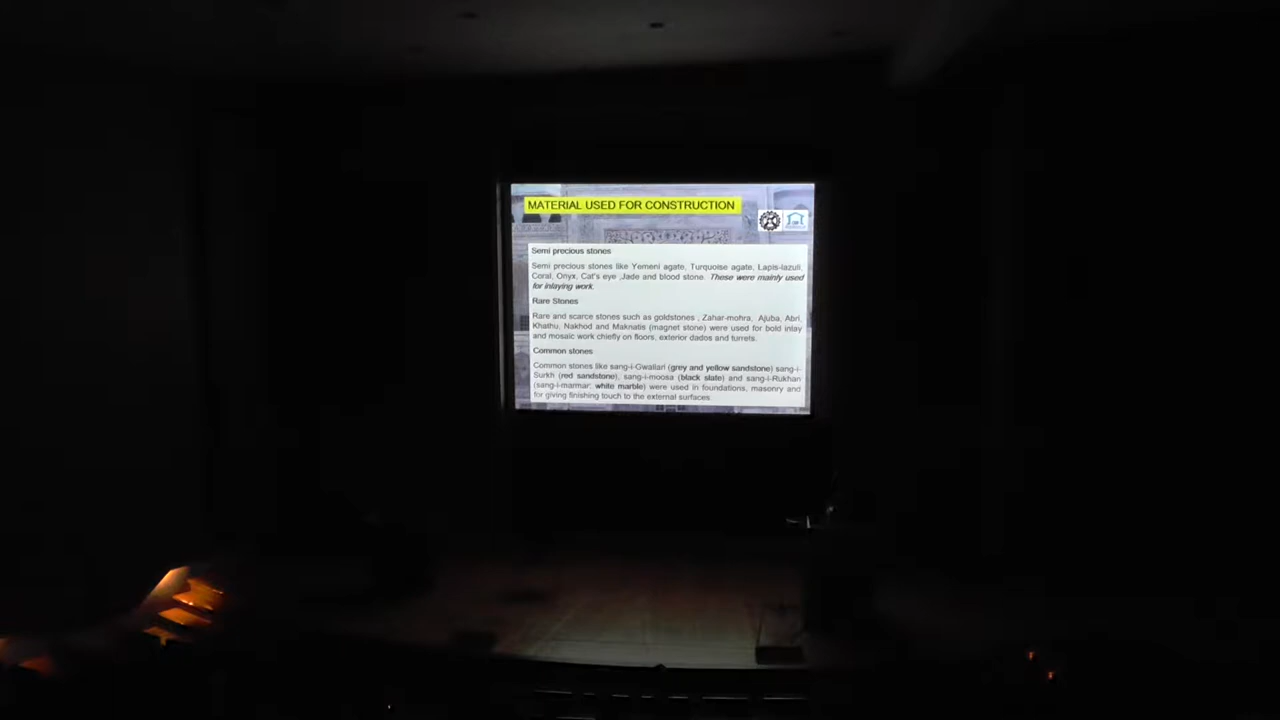 MATERIAL USED FOR CONSTRUCTION
Semi precious stones
Semi precious stones like Yemeni agate, Turquoise agate, Lapis-lazuli,
Coral, Onyx, Cat's eye ,Jade and blood stone. These were mainly used
for inlaying work.
Rare Stones
Rare and scarce stones such as goldstones , Zahar-mohra, Ajuba, Abri,
Khathu, Nakhod and Maknatis (magnet stone) were used for bold inlay
and mosaic work chiefly on floors, exterior dados and turrets.
Common stones
Common stones like sang-i-Gwaliari (grey and yellow sandstone) sang-i-
Surkh (red sandstone), sang-i-moosa (black slate) and sang-i-Rukhan
(sang-i-marmar: white marble) were used in foundations, masonry and
for giving finishing touch to the external surfaces.